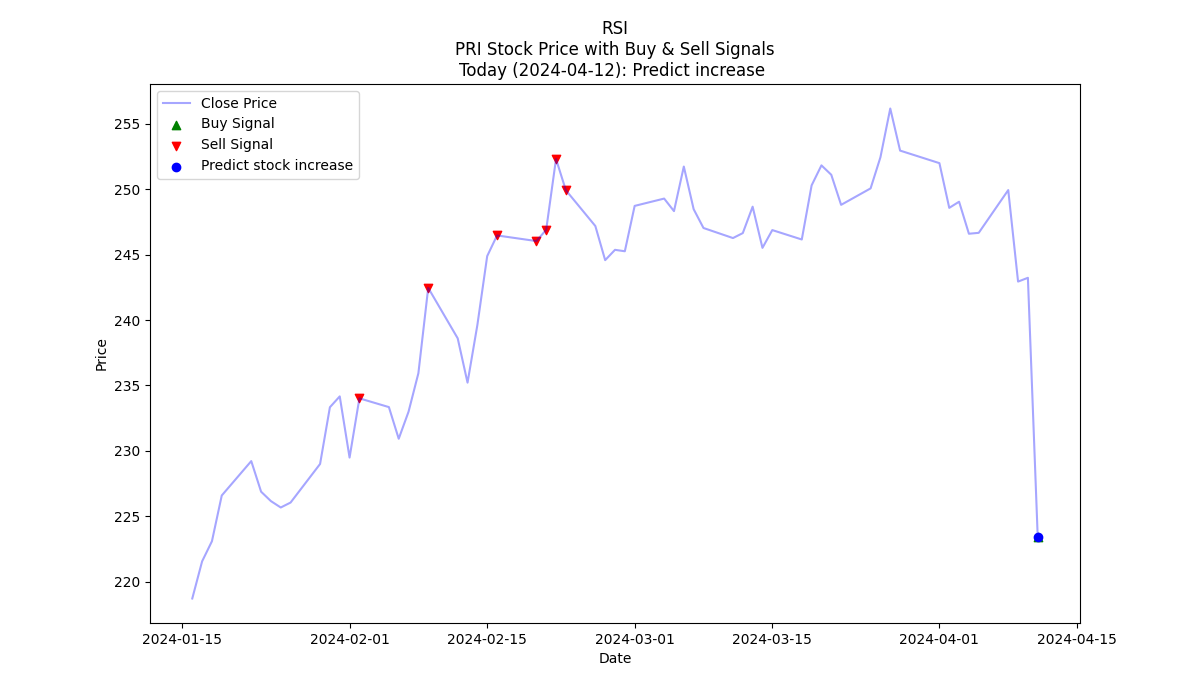 RSI
PRI Stock Price with Buy & Sell Signals
Today (2024-04-12): Predict increase
Close Price
Buy Signal
Sell Signal
Predict stock increase
255
250
245
240
235
230
225
220
Price
2024-01-15
2024-02-01
2024-02-15
2024-03-01
2024-03-15
2024-04-01
2024-04-15
Date